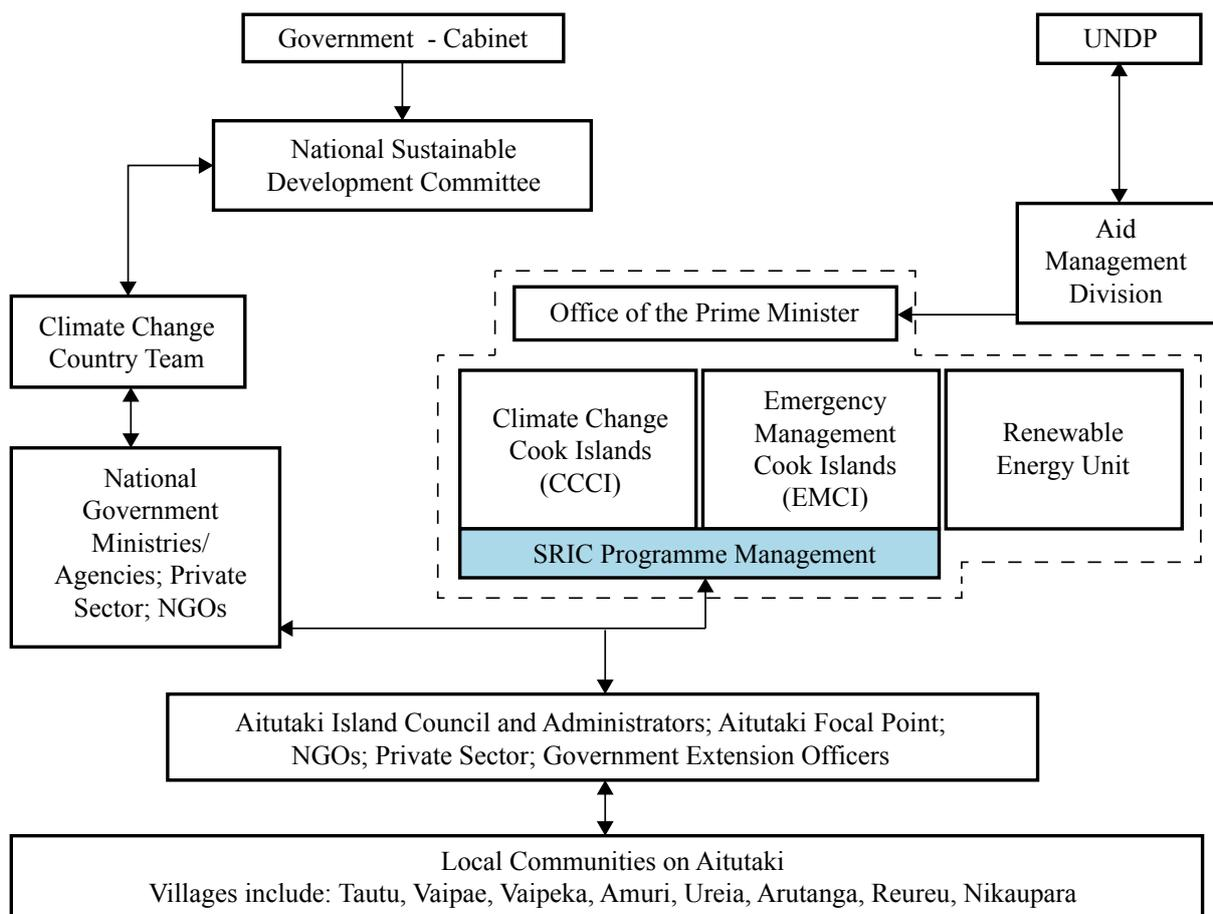 Government - Cabinet
UNDP
National Sustainable
Development Committee
Aid
Management
Division
Office of the Prime Minister
Climate Change
Country Team
Climate Change
Cook Islands
(CCCI)
Emergency
Management
Cook Islands
(EMCI)
Renewable
Energy Unit
National
Government
Ministries/
Agencies; Private
Sector; NGOs
SRIC Programme Management
Aitutaki Island Council and Administrators; Aitutaki Focal Point;
NGOs; Private Sector; Government Extension Officers
Local Communities on Aitutaki
Villages include: Tautu, Vaipae, Vaipeka, Amuri, Ureia, Arutanga, Reureu, Nikaupara